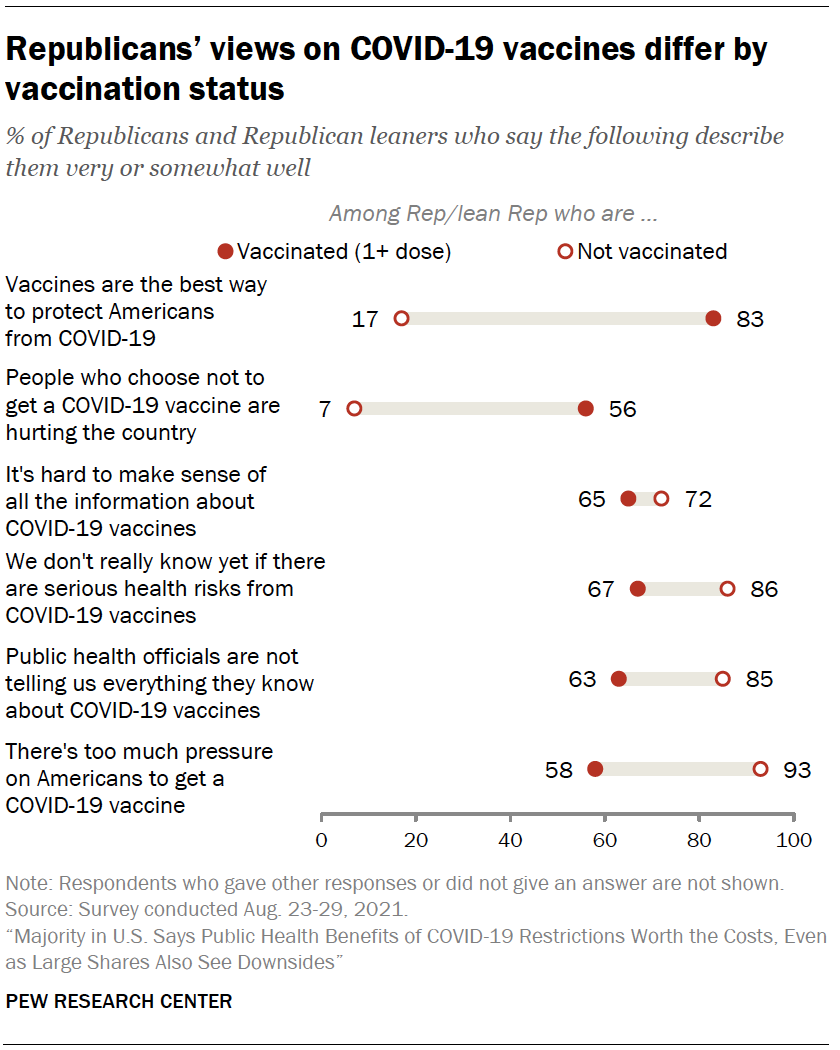 Republicans’ views on COVID-19 vaccines differ by
vaccination status
% of Republicans and Republican leaners who say the following describe
them very or somewhat well
Among Rep/lean Rep who are ...
Vaccinated (1+ dose) Not vaccinated
Vaccines are the best way
to protect Americans
from COVID-19
17 83
People who choose not to
get a COVID-19 vaccine are
hurting the country
7 56
It's hard to make sense of
all the information about
COVID-19 vaccines
65 72
We don't really know yet if there
are serious health risks from
COVID-19 vaccines
67 86
Public health officials are not
telling us everything they know
about COVID-19 vaccines
63 85
There's too much pressure
on Americans to get a
COVID-19 vaccine
58 93
0 20 40 60 80 100
Note: Respondents who gave other responses or did not give an answer are not shown.
Source: Survey conducted Aug. 23-29, 2021.
“Majority in U.S. Says Public Health Benefits of COVID-19 Restrictions Worth the Costs, Even
as Large Shares Also See Downsides”
PEW RESEARCH CENTER